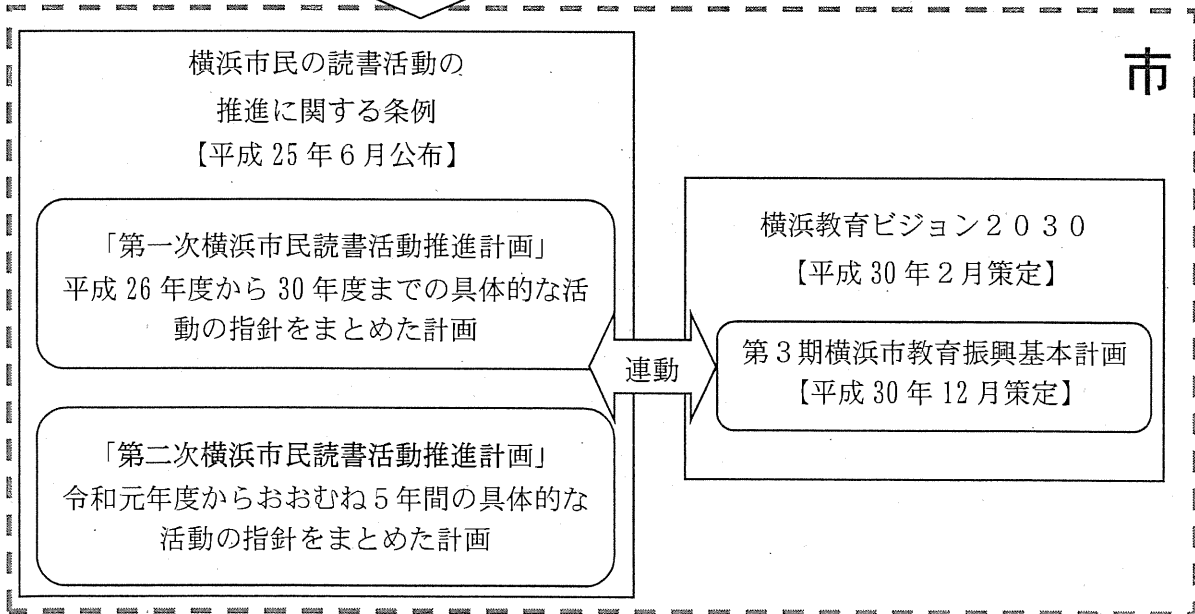 市
横浜市民の読書活動の
推進に関する条例
【平成25年6月公布】
「第一次横浜市民読書活動推進計画」
平成26年度から30年度までの具体的な活
動の指針をまとめた計画
「第二次横浜市民読書活動推進計画」
令和元年度からおおむね5年間の具体的な
活動の指針をまとめた計画
連動
横浜教育ビジョン2030
【平成30年2月策定】
第3期横浜市教育振興基本計画
【平成30年12月策定】